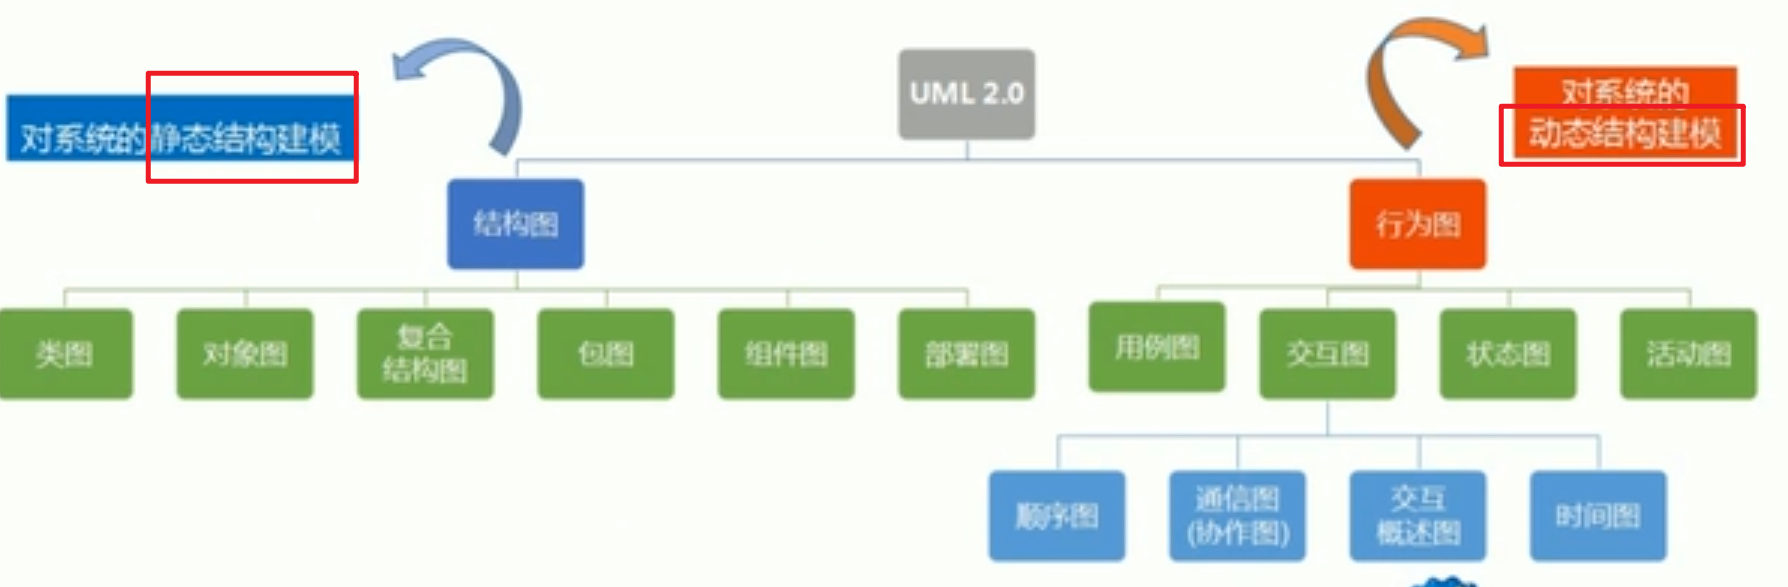 UML 2.0
对系统的静态结构建模
对系统的
动态结构建模
结构图
行为图
类图
对象图
复合
结构图
包图
组件图
部署图
用例图
交互图
状态图
活动图
顺序图
通信图
(协作图)
交互
概述图
时间图